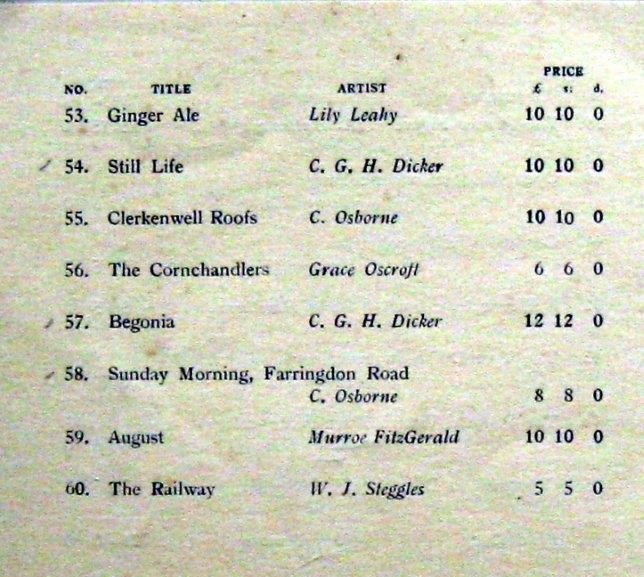 PRICE
NO. TITLE ARTIST £ s. d.
53. Ginger Ale Lily Leahy 10 10 0
54. Still Life C. G. H. Dicker 10 10 0
55. Clerkenwell Roofs C. Osborne 10 10 0
56. The Cornchandlers Grace Oscroft 6 6 0
57. Begonia C. G. H. Dicker 12 12 0
58. Sunday Morning, Farringdon Road
C. Osborne 8 8 0
59. August Murroe FitzGerald 10 10 0
60. The Railway W. J. Steggles 5 5 0